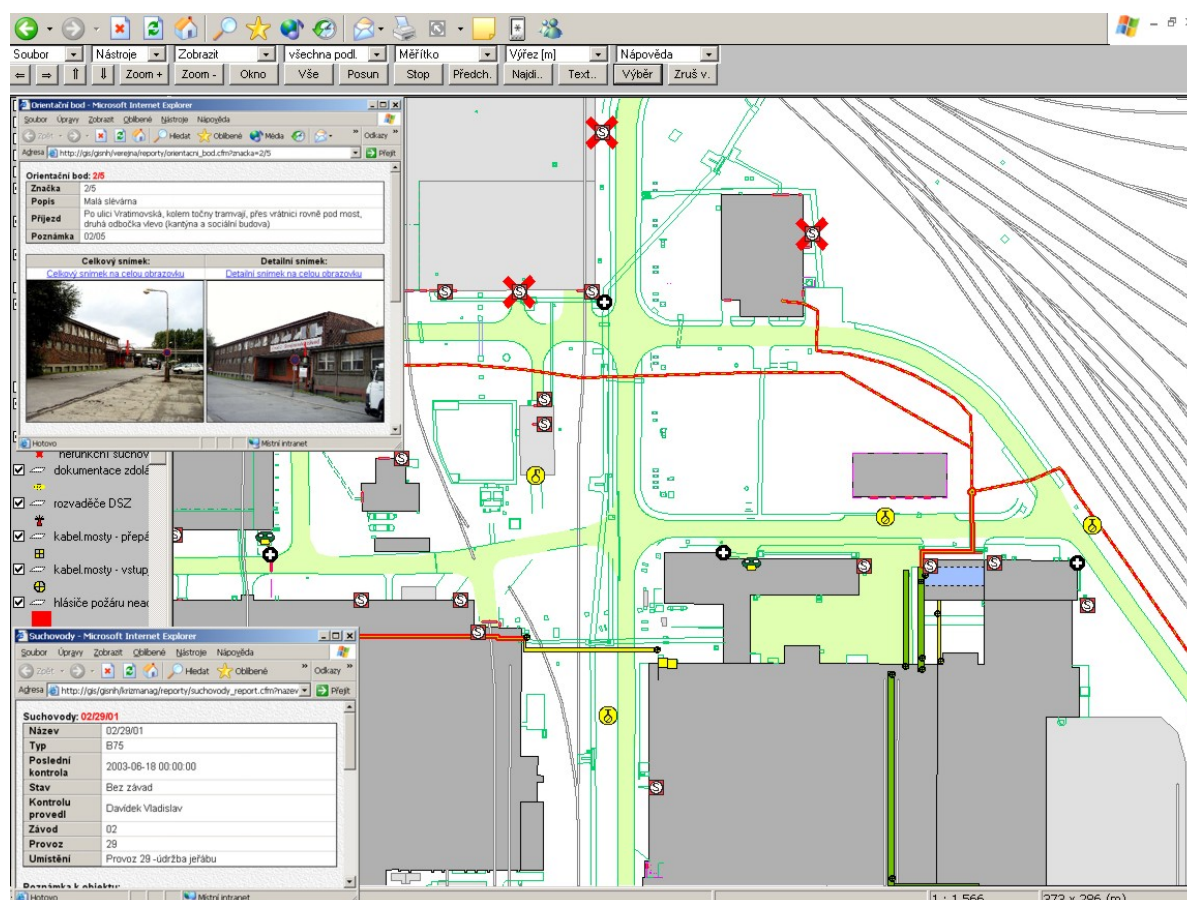 Soubor Nástroje Zobrazit všechna podl. Měřítko Výřez [m] Nápověda
Zoom + Zoom - Okno Vše Posun Stop Předch. Najdi.. Text.. Výběr Zruš v.
Orientační bod - Microsoft Internet Explorer
Soubor Úpravy Zobrazit Oblíbené Nástroje Nápověda
Zpět Hledat Oblíbené Média Odkazy
Adresa http://gis/gisnh/verejna/reporty/orientacni_bod.cfm?znacka=2/5 Přejít
Orientační bod: 2/5
Značka 2/5
Popis Malá slévárna
Příjezd Po ulici Vratimovská, kolem točny tramvají, přes vrátnici rovně pod most,
druhá odbočka vlevo (kantýna a sociální budova)
Poznámka 02/05
Celkový snímek: Detailní snímek:
Celkový snímek na celou obrazovku Detailní snímek na celou obrazovku
Hotovo Místní intranet
nefunkční suchov
dokumentace zdolá
rozvaděče DSZ
kabel.mosty - přepá
kabel.mosty - vstup
hlásiče požáru neac
Suchovody - Microsoft Internet Explorer
Soubor Úpravy Zobrazit Oblíbené Nástroje Nápověda
Zpět Hledat Oblíbené Odkazy
Adresa http://gis/gisnh/krizmanag/reporty/suchovody_report.cfm?nazev Přejít
Suchovody: 02/29/01
Název 02/29/01
Typ B75
Poslední
kontrola 2003-06-18 00:00:00
Stav Bez závad
Kontrolu
provedl Davídek Vladislav
Závod 02
Provoz 29
Umístění Provoz 29 -údržba jeřábu
Poznámka k objektu:
Hotovo Místní intranet
1 : 1 566 373 x 286 (m)